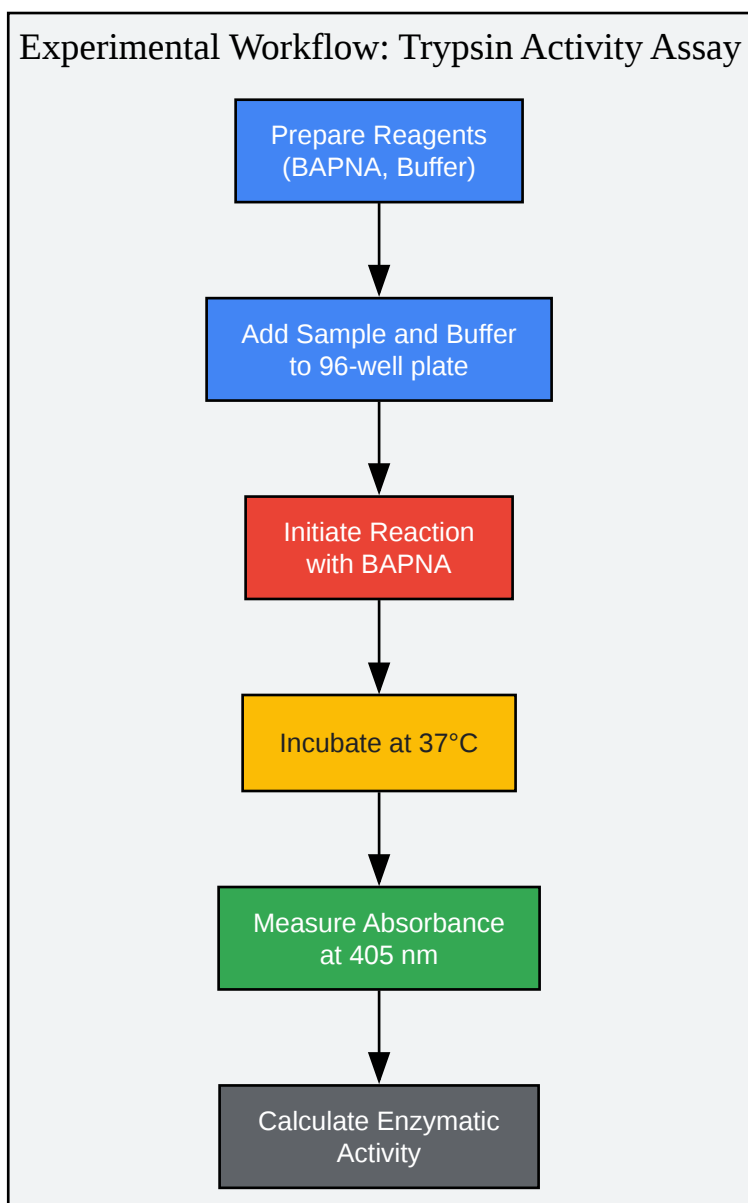 Experimental Workflow: Trypsin Activity Assay
Prepare Reagents
(BAPNA, Buffer)
Add Sample and Buffer
to 96-well plate
Initiate Reaction
with BAPNA
Incubate at 37°C
Measure Absorbance
at 405 nm
Calculate Enzymatic
Activity